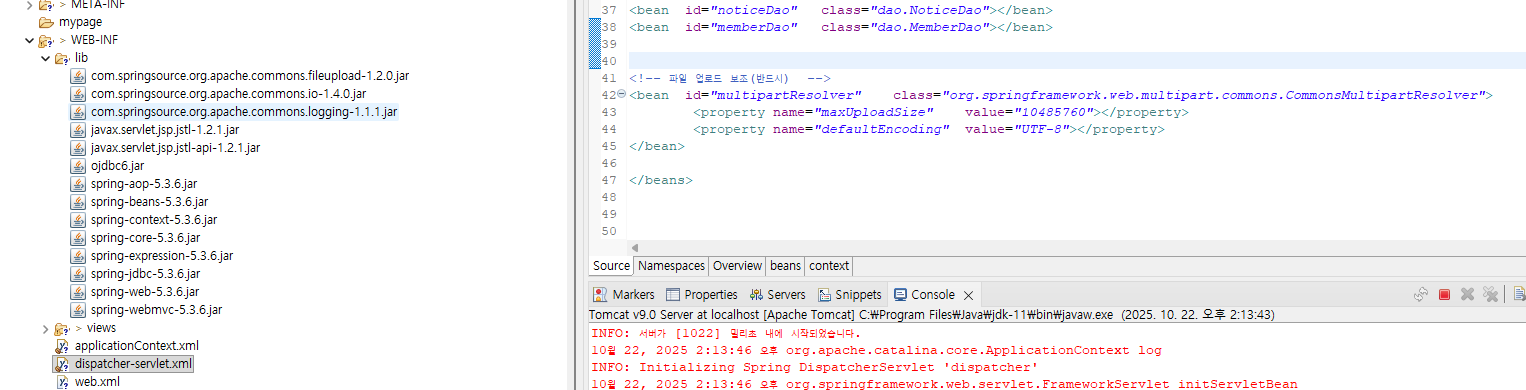 > META-INF
mypage
> WEB-INF
lib
com.springsource.org.apache.commons.fileupload-1.2.0.jar
com.springsource.org.apache.commons.io-1.4.0.jar
com.springsource.org.apache.commons.logging-1.1.1.jar
javax.servlet.jsp.jstl-1.2.1.jar
javax.servlet.jsp.jstl-api-1.2.1.jar
ojdbc6.jar
spring-aop-5.3.6.jar
spring-beans-5.3.6.jar
spring-context-5.3.6.jar
spring-core-5.3.6.jar
spring-expression-5.3.6.jar
spring-jdbc-5.3.6.jar
spring-web-5.3.6.jar
spring-webmvc-5.3.6.jar
> views
applicationContext.xml
dispatcher-servlet.xml
web.xml
37 <bean id="noticeDao" class="dao.NoticeDao"></bean>
38 <bean id="memberDao" class="dao.MemberDao"></bean>
39
40
41 <!-- 파일 업로드 보조(반드시) -->
42 <bean id="multipartResolver" class="org.springframework.web.multipart.commons.CommonsMultipartResolver">
43 <property name="maxUploadSize" value="10485760"></property>
44 <property name="defaultEncoding" value="UTF-8"></property>
45 </bean>
46
47 </beans>
48
49
50
Source Namespaces Overview beans context
Markers Properties Servers Snippets Console
Tomcat v9.0 Server at localhost [Apache Tomcat] C:₩Program Files₩Java₩jdk-11₩bin₩javaw.exe (2025. 10. 22. 오후 2:13:43)
INFO: 서버가 [1022] 밀리초 내에 시작되었습니다.
10월 22, 2025 2:13:46 오후 org.apache.catalina.core.ApplicationContext log
INFO: Initializing Spring DispatcherServlet 'dispatcher'
10월 22, 2025 2:13:46 오후 org.springframework.web.servlet.FrameworkServlet initServletBean